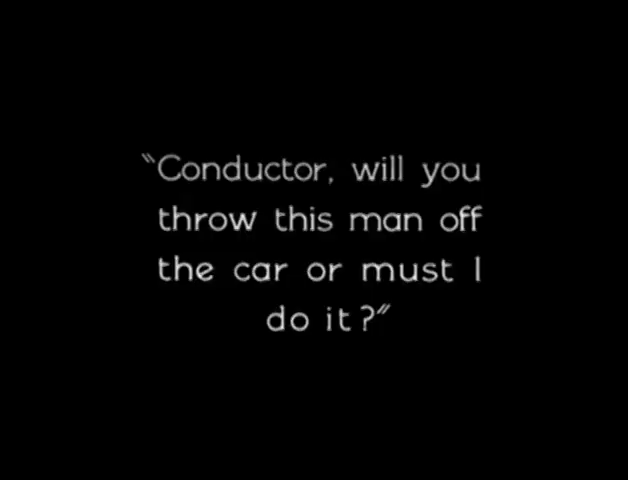 "Conductor, will you
throw this man off
the car or must I
do it?"